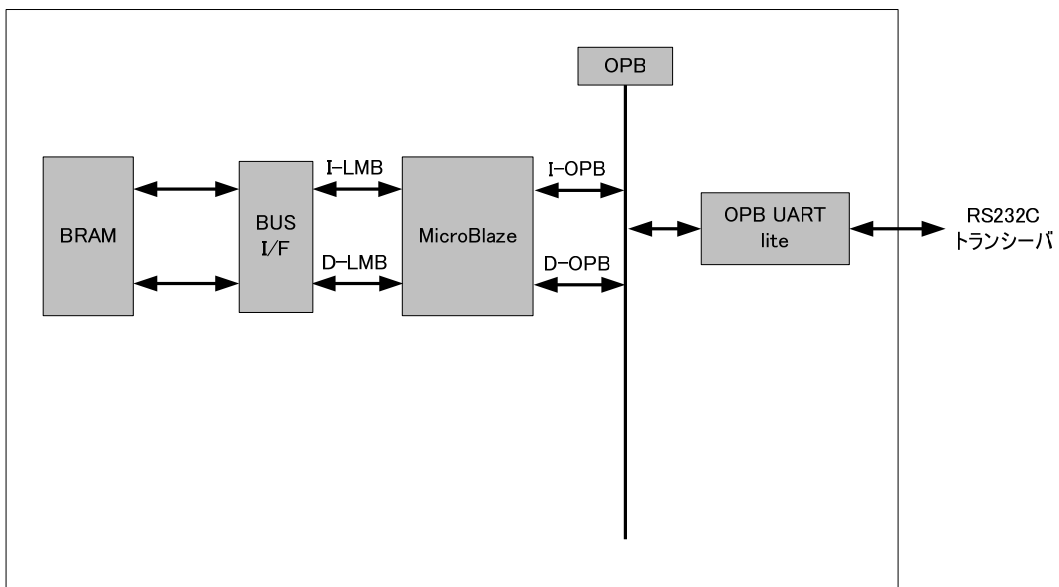 OPB
I-LMB
I-OPB
BRAM
BUS
I/F
MicroBlaze
OPB UART
lite
RS232C
トランシーバ
D-LMB
D-OPB